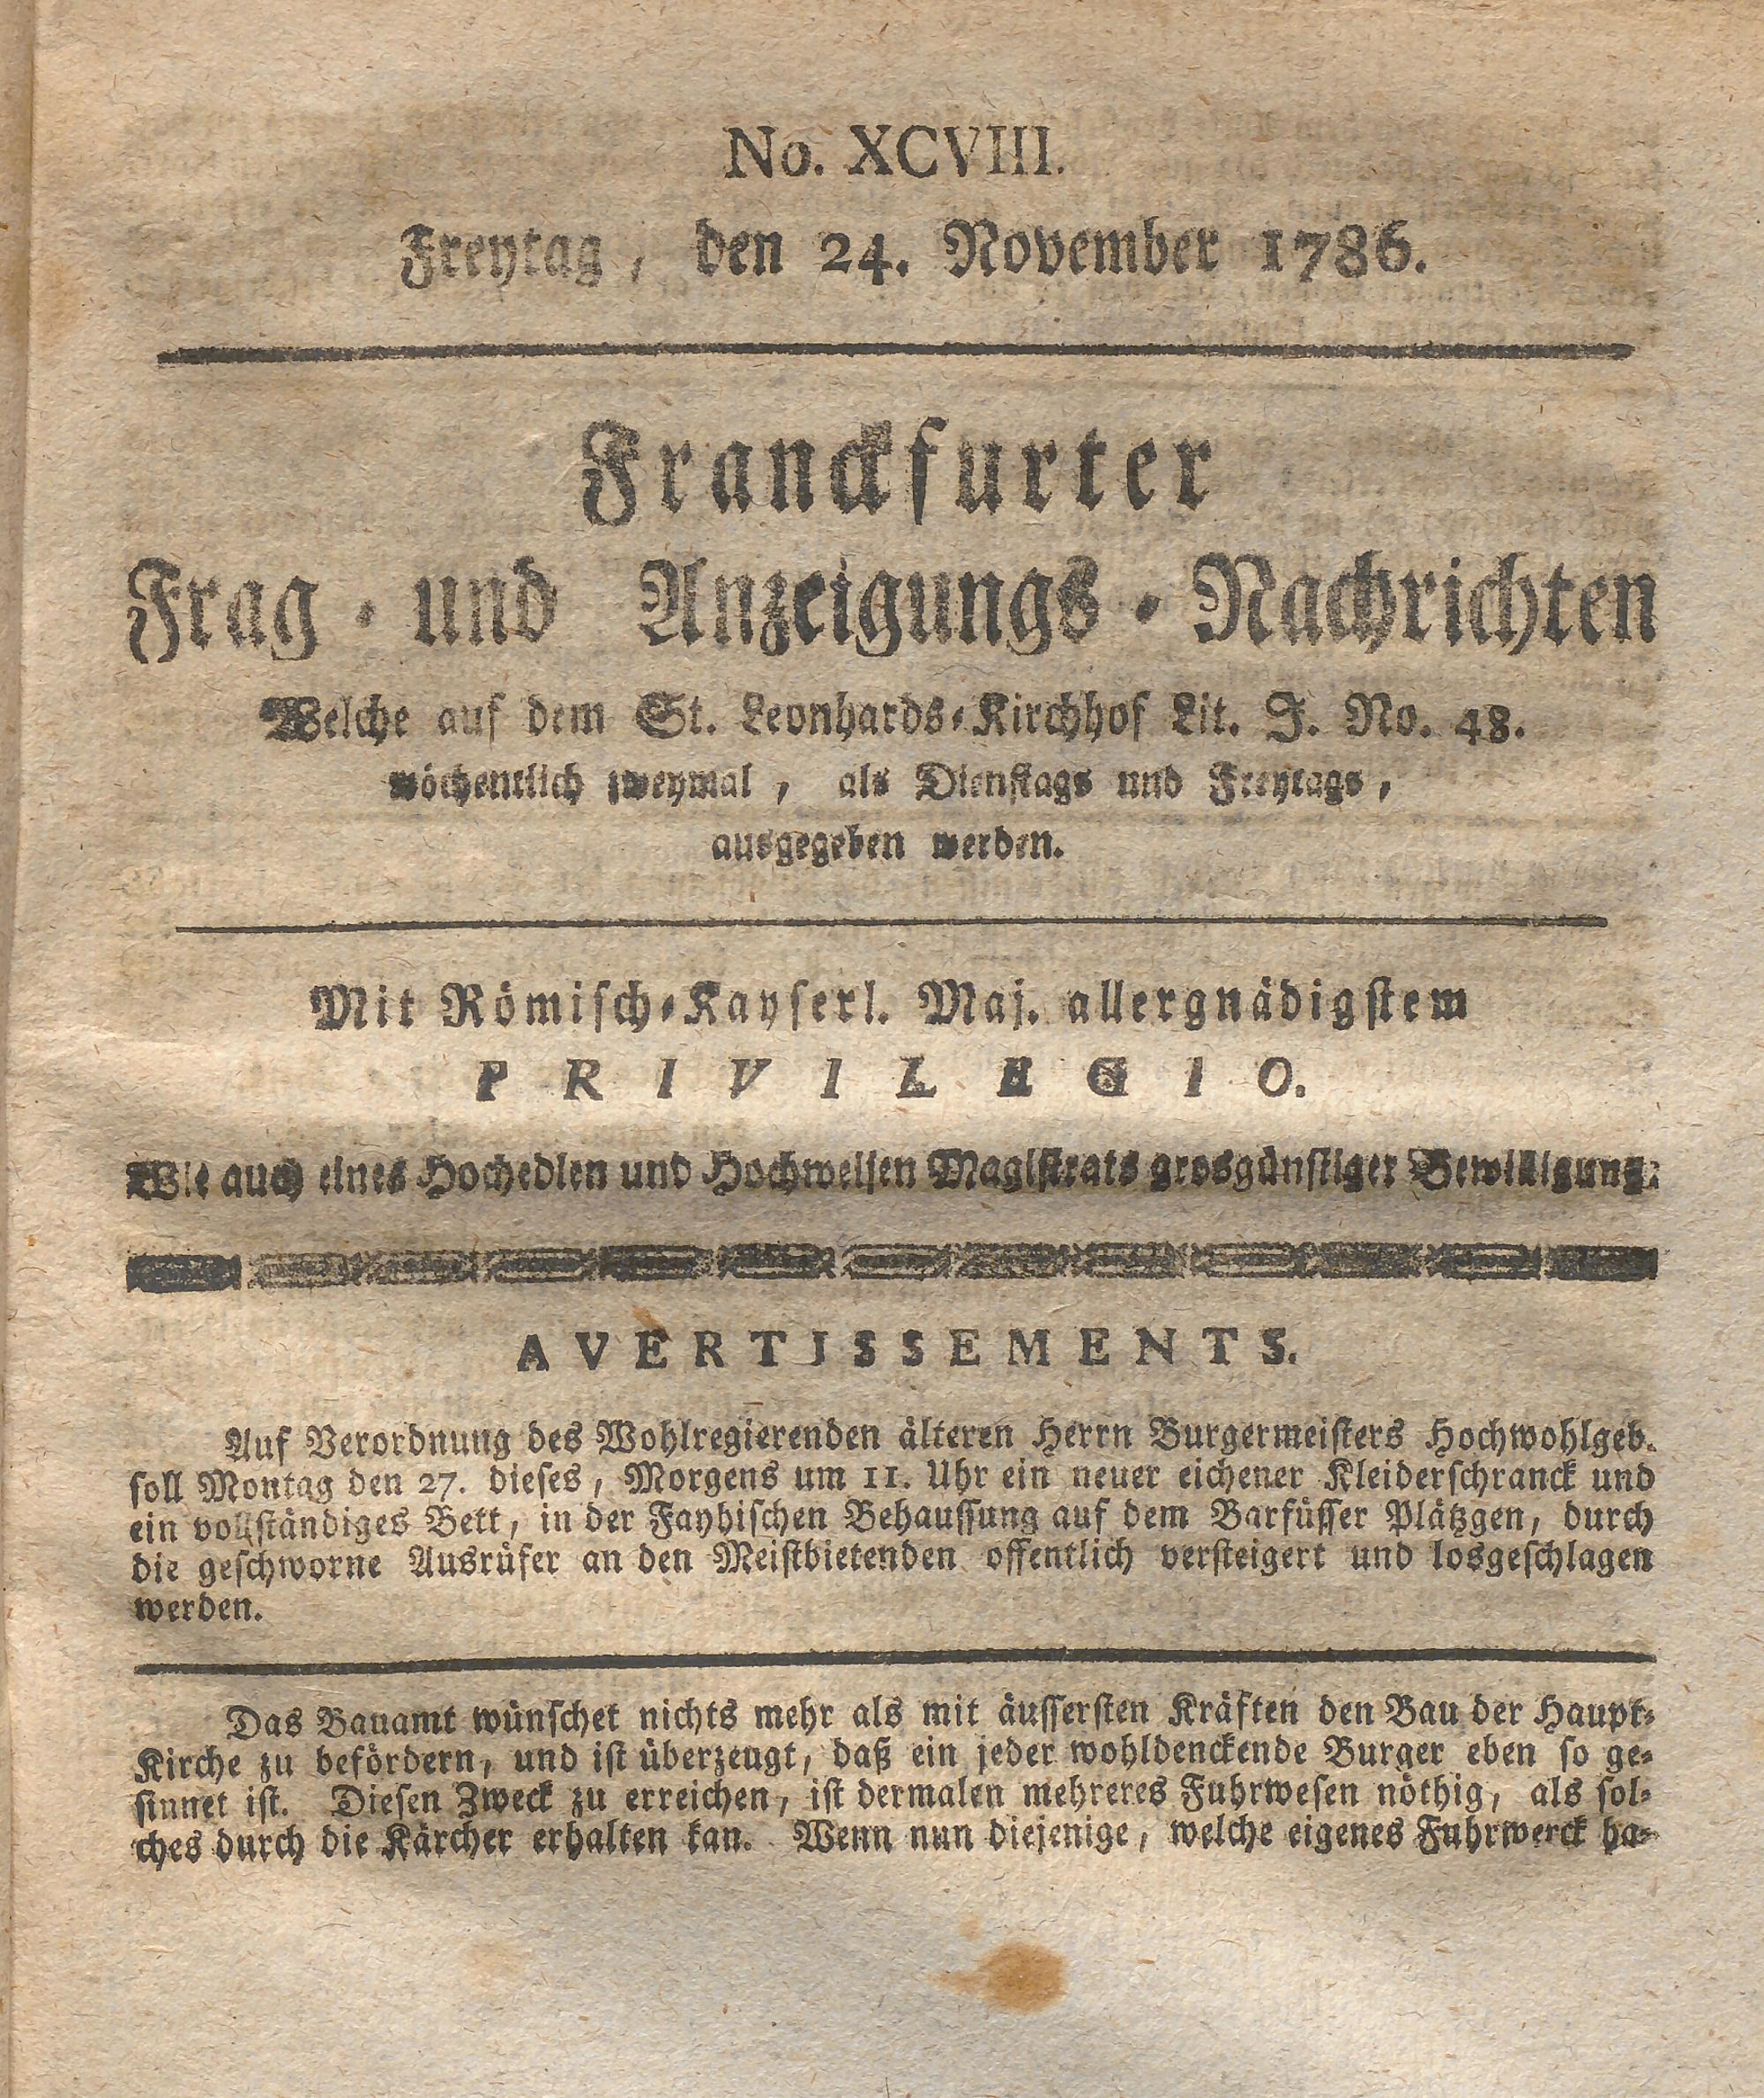 No. XCVIII.
Freytag, den 24. November 1786.
Franckfurter
Frag- und Anzeigungs-Nachrichten
Welche auf dem St. Leonhards-Kirchhof Lit. J. No. 48.
wöchentlich zweymal, als Dienstags und Freytags,
ausgegeben werden.
Mit Römisch-Kayserl. Maj. allergnädigstem
PRIVILEGIO.
Wie auch eines Hochedlen und Hochweisen Magistrats grosgünstiger Bewilligung.
AVERTISSEMENTS.
Auf Verordnung des Wohlregierenden älteren Herrn Burgermeisters Hochwohlgeb.
soll Montag den 27. dieses, Morgens um 11. Uhr ein neuer eichener Kleiderschranck und
ein vollständiges Bett, in der Fayhischen Behaussung auf dem Barfüsser Plätzgen, durch
die geschworne Ausrüfer an den Meistbietenden offentlich versteigert und losgeschlagen
werden.
Das Bauamt wünschet nichts mehr als mit äussersten Kräften den Bau der Haupt-
Kirche zu befördern, und ist überzeugt, daß ein jeder wohldenckende Burger eben so ge-
sinnet ist. Diesen Zweck zu erreichen, ist dermalen mehreres Fuhrwesen nöthig, als sol-
ches durch die Kärcher erhalten kan. Wenn nun diejenige, welche eigenes Fuhrwerck ha-